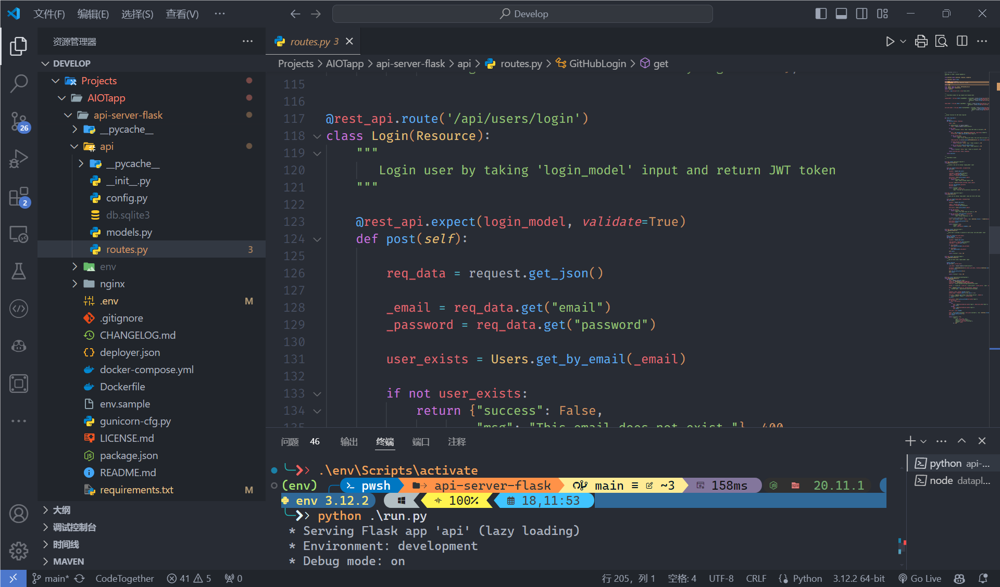 文件(F) 编辑(E) 选择(S) 查看(V) ··· Develop
资源管理器 ···
routes.py 3
Projects > AIOTapp > api-server-flask > api > routes.py > GitHubLogin > get
DEVELOP
Projects
AIOTapp
api-server-flask
__pycache__
api
__pycache__
__init__.py
config.py
db.sqlite3
models.py
routes.py 3
env
nginx
.env M
.gitignore
CHANGELOG.md
deployer.json
docker-compose.yml
Dockerfile
env.sample
gunicorn-cfg.py
LICENSE.md
package.json
README.md
requirements.txt M
大纲
调试控制台
时间线
MAVEN
26
2
115
116
117 @rest_api.route('/api/users/login')
118 class Login(Resource):
119 """
120 Login user by taking 'login_model' input and return JWT token
121 """
122
123 @rest_api.expect(login_model, validate=True)
124 def post(self):
125
126 req_data = request.get_json()
127
128 _email = req_data.get("email")
129 _password = req_data.get("password")
130
131 user_exists = Users.get_by_email(_email)
132
133 if not user_exists:
134 return {"success": False,
135 "msg": "This email does not exist."}, 400
问题 46 输出 终端 端口 注释
.\env\Scripts\activate
(env) pwsh api-server-flask main ≡ ~3 158ms 20.11.1
env 3.12.2 100% 18,11:53
python .\run.py
* Serving Flask app 'api' (lazy loading)
* Environment: development
* Debug mode: on
python api-...
node datapl...
main* CodeTogether 41 5 0 行 205，列 1 空格: 4 UTF-8 CRLF Python 3.12.2 64-bit Go Live